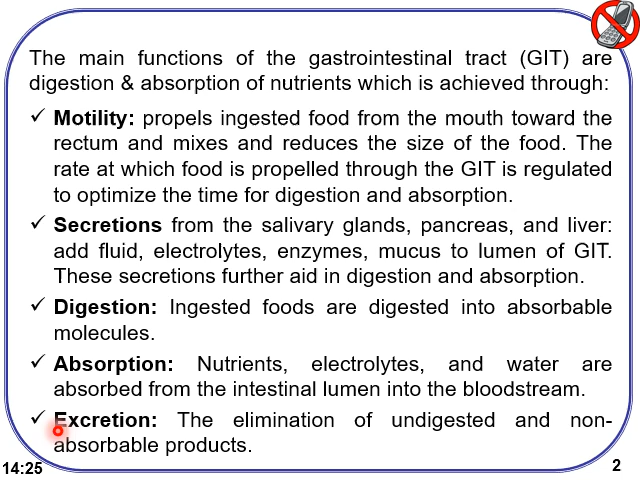 The main functions of the gastrointestinal tract (GIT) are
digestion & absorption of nutrients which is achieved through:
✓ Motility: propels ingested food from the mouth toward the
rectum and mixes and reduces the size of the food. The
rate at which food is propelled through the GIT is regulated
to optimize the time for digestion and absorption.
✓ Secretions from the salivary glands, pancreas, and liver:
add fluid, electrolytes, enzymes, mucus to lumen of GIT.
These secretions further aid in digestion and absorption.
✓ Digestion: Ingested foods are digested into absorbable
molecules.
✓ Absorption: Nutrients, electrolytes, and water are
absorbed from the intestinal lumen into the bloodstream.
✓ Excretion: The elimination of undigested and non-
absorbable products.
14:25
2